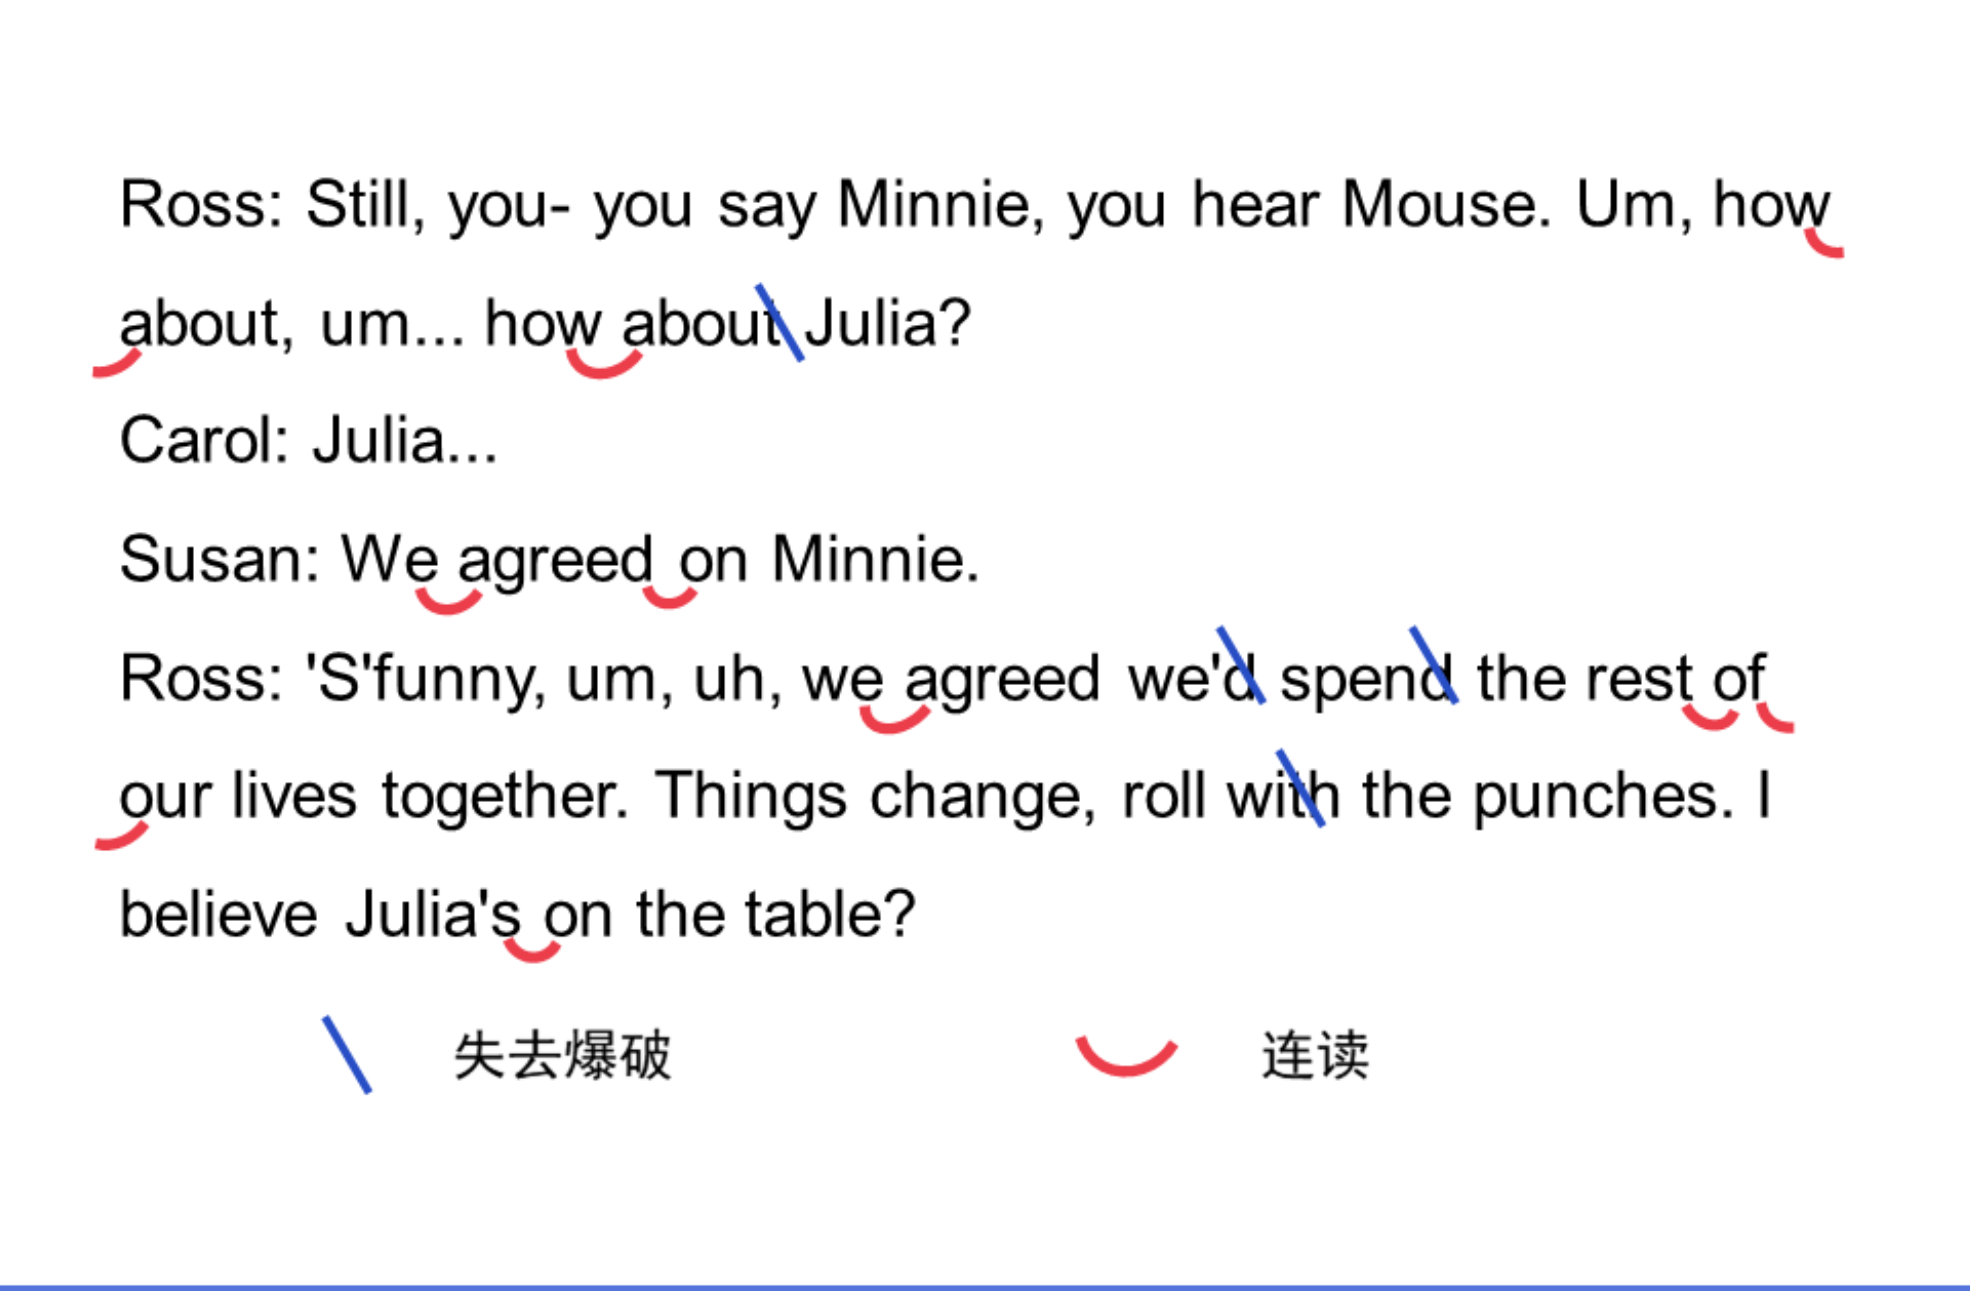 Ross: Still, you- you say Minnie, you hear Mouse. Um, how
about, um... how about Julia?
Carol: Julia...
Susan: We agreed on Minnie.
Ross: 'S'funny, um, uh, we agreed we'd spend the rest of
our lives together. Things change, roll with the punches. I
believe Julia's on the table?
失去爆破 连读